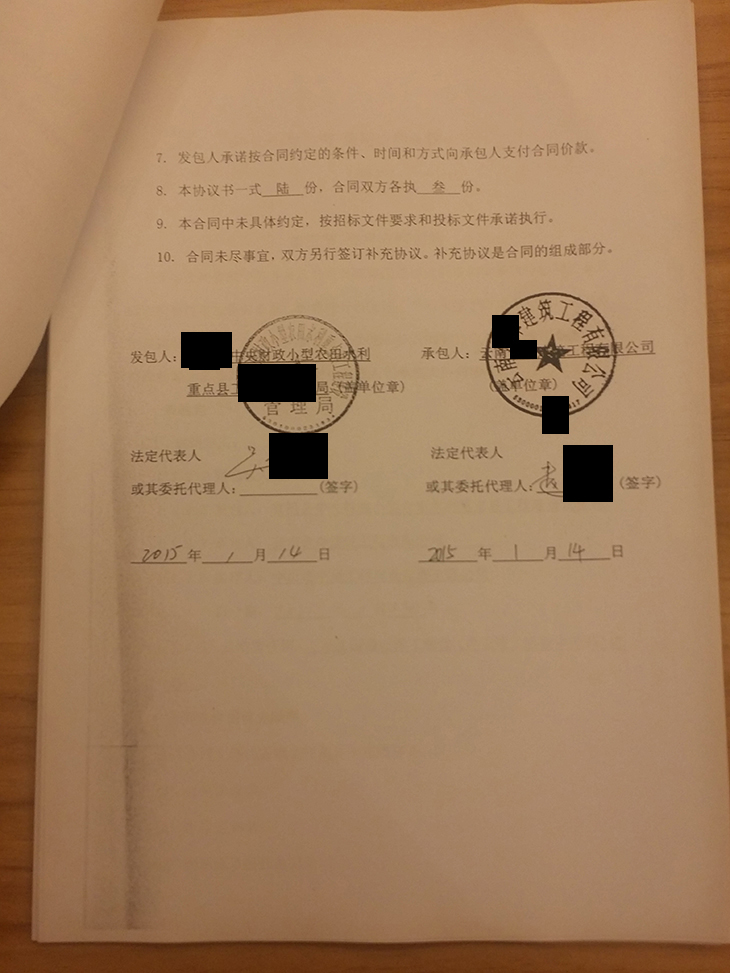 7. 发包人承诺按合同约定的条件、时间和方式向承包人支付合同价款。
8. 本协议书一式 陆 份，合同双方各执 叁 份。
9. 本合同中未具体约定，按招标文件要求和投标文件承诺执行。
10. 合同未尽事宜，双方另行签订补充协议。补充协议是合同的组成部分。
发包人： 中央财政小型农田水利
重点县工 局（盖单位章）
管理局
承包人：云南 建筑工程有限公司
（盖单位章）
云南 建筑工程有限公司
法定代表人
或其委托代理人： （签字）
法定代表人
或其委托代理人： （签字）
2015 年 1 月 14 日
2015 年 1 月 14 日